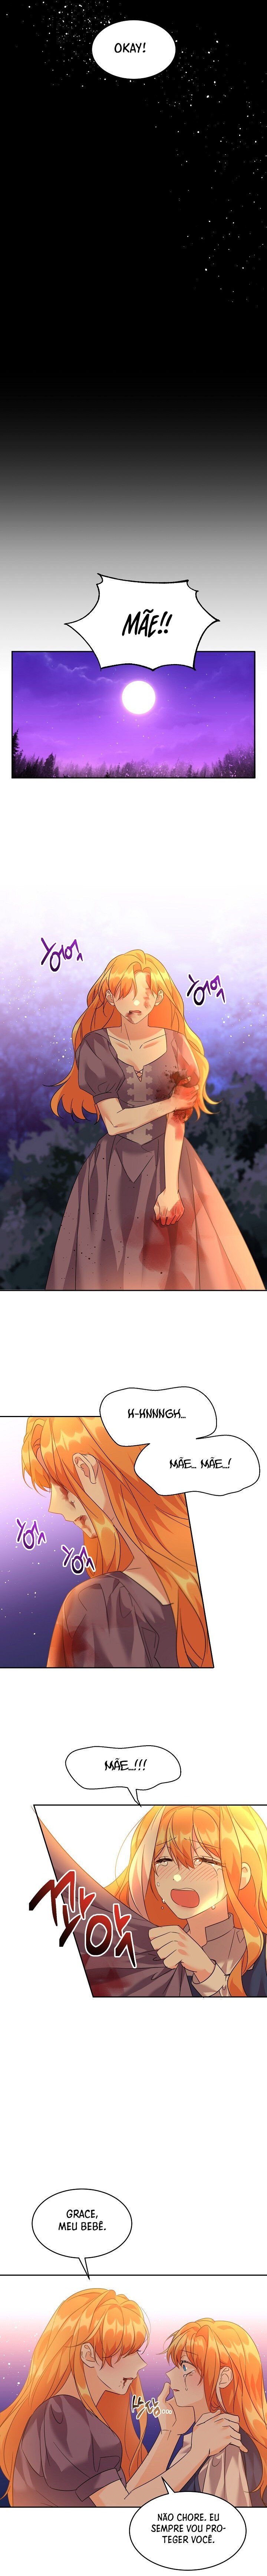 OKAY!
MÃE!!
H-HNNNGH...
MÃE... MÃE...!
MÃE...!!!
GRACE,
MEU BEBÊ.
NÃO CHORE. EU
SEMPRE VOU PRO-
TEGER VOCÊ.